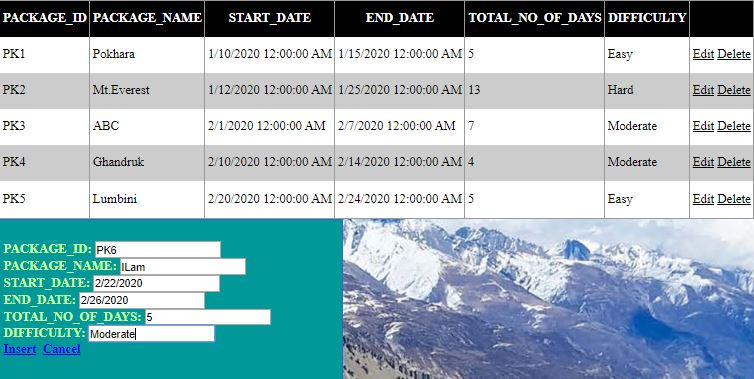 PACKAGE_ID PACKAGE_NAME START_DATE END_DATE TOTAL_NO_OF_DAYS DIFFICULTY
PK1 Pokhara 1/10/2020 12:00:00 AM 1/15/2020 12:00:00 AM 5 Easy Edit Delete
PK2 Mt.Everest 1/12/2020 12:00:00 AM 1/25/2020 12:00:00 AM 13 Hard Edit Delete
PK3 ABC 2/1/2020 12:00:00 AM 2/7/2020 12:00:00 AM 7 Moderate Edit Delete
PK4 Ghandruk 2/10/2020 12:00:00 AM 2/14/2020 12:00:00 AM 4 Moderate Edit Delete
PK5 Lumbini 2/20/2020 12:00:00 AM 2/24/2020 12:00:00 AM 5 Easy Edit Delete
PACKAGE_ID: PK6
PACKAGE_NAME: ILam
START_DATE: 2/22/2020
END_DATE: 2/26/2020
TOTAL_NO_OF_DAYS: 5
DIFFICULTY: Moderate
Insert Cancel